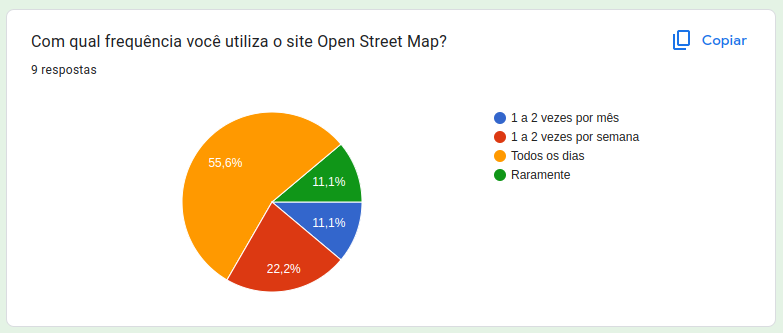 Com qual frequência você utiliza o site Open Street Map?
Copiar
9 respostas
1 a 2 vezes por mês
1 a 2 vezes por semana
Todos os dias
Raramente
55,6%
11,1%
11,1%
22,2%